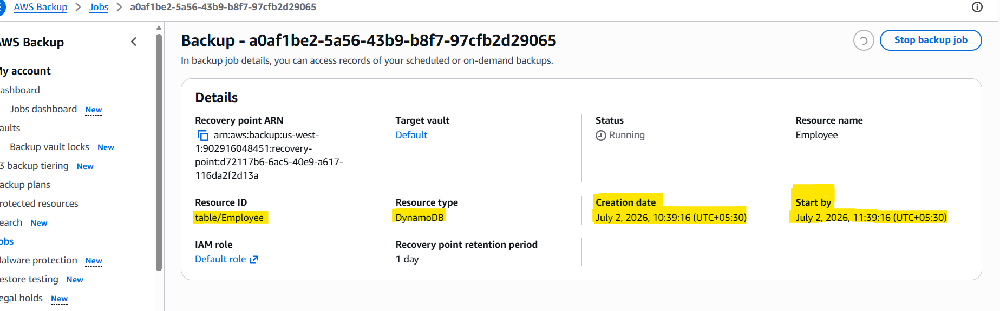 AWS Backup > Jobs > a0af1be2-5a56-43b9-b8f7-97cfb2d29065
AWS Backup
My account
ashboard
Jobs dashboard New
aults
Backup vault locks New
3 backup tiering New
ackup plans
rotected resources
earch New
obs
alware protection New
estore testing New
egal holds New
Backup - a0af1be2-5a56-43b9-b8f7-97cfb2d29065
Stop backup job
In backup job details, you can access records of your scheduled or on-demand backups.
Details
Recovery point ARN
arn:aws:backup:us-west-
1:902916048451:recovery-
point:d72117b6-6ac5-40e9-a617-
116da2f2d13a
Target vault
Default
Status
Running
Resource name
Employee
Resource ID
table/Employee
Resource type
DynamoDB
Creation date
July 2, 2026, 10:39:16 (UTC+05:30)
Start by
July 2, 2026, 11:39:16 (UTC+05:30)
IAM role
Default role
Recovery point retention period
1 day